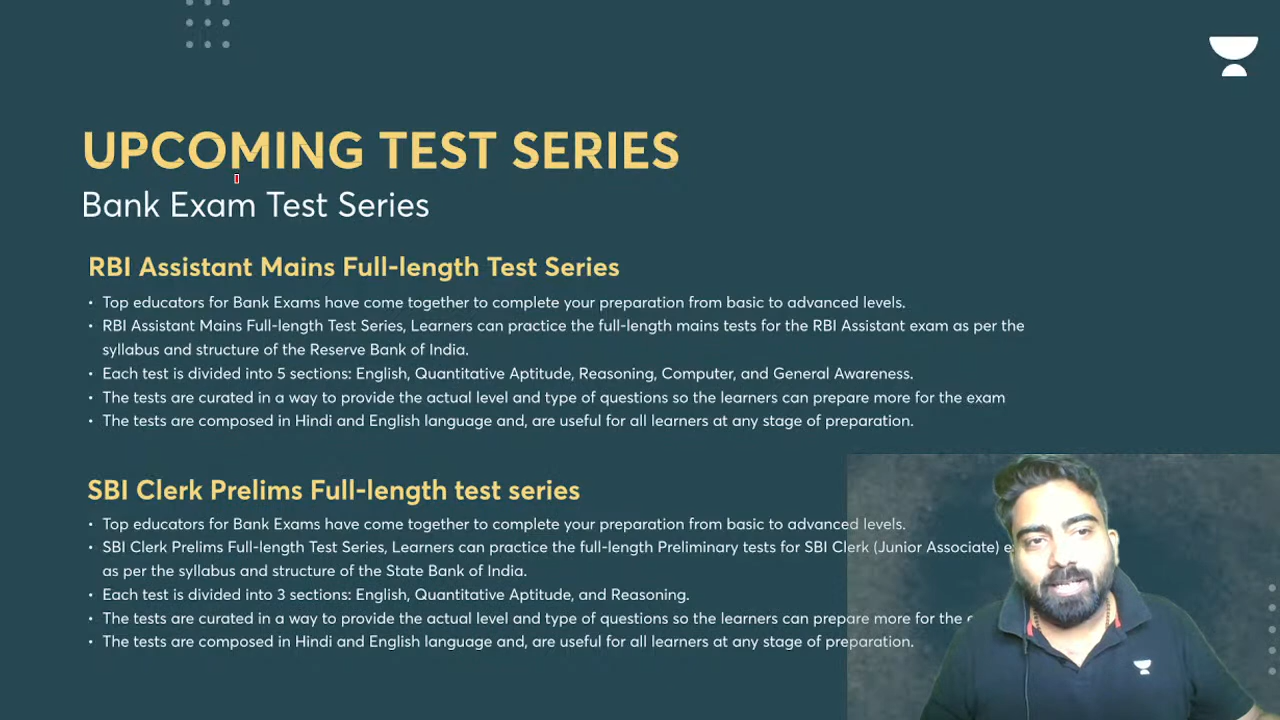 UPCOMING TEST SERIES
Bank Exam Test Series
RBI Assistant Mains Full-length Test Series
• Top educators for Bank Exams have come together to complete your preparation from basic to advanced levels.
• RBI Assistant Mains Full-length Test Series, Learners can practice the full-length mains tests for the RBI Assistant exam as per the
syllabus and structure of the Reserve Bank of India.
• Each test is divided into 5 sections: English, Quantitative Aptitude, Reasoning, Computer, and General Awareness.
• The tests are curated in a way to provide the actual level and type of questions so the learners can prepare more for the exam
• The tests are composed in Hindi and English language and, are useful for all learners at any stage of preparation.
SBI Clerk Prelims Full-length test series
• Top educators for Bank Exams have come together to complete your preparation from basic to advanced levels.
• SBI Clerk Prelims Full-length Test Series, Learners can practice the full-length Preliminary tests for SBI Clerk (Junior Associate)
as per the syllabus and structure of the State Bank of India.
• Each test is divided into 3 sections: English, Quantitative Aptitude, and Reasoning.
• The tests are curated in a way to provide the actual level and type of questions so the learners can prepare more for the
• The tests are composed in Hindi and English language and, are useful for all learners at any stage of preparation.